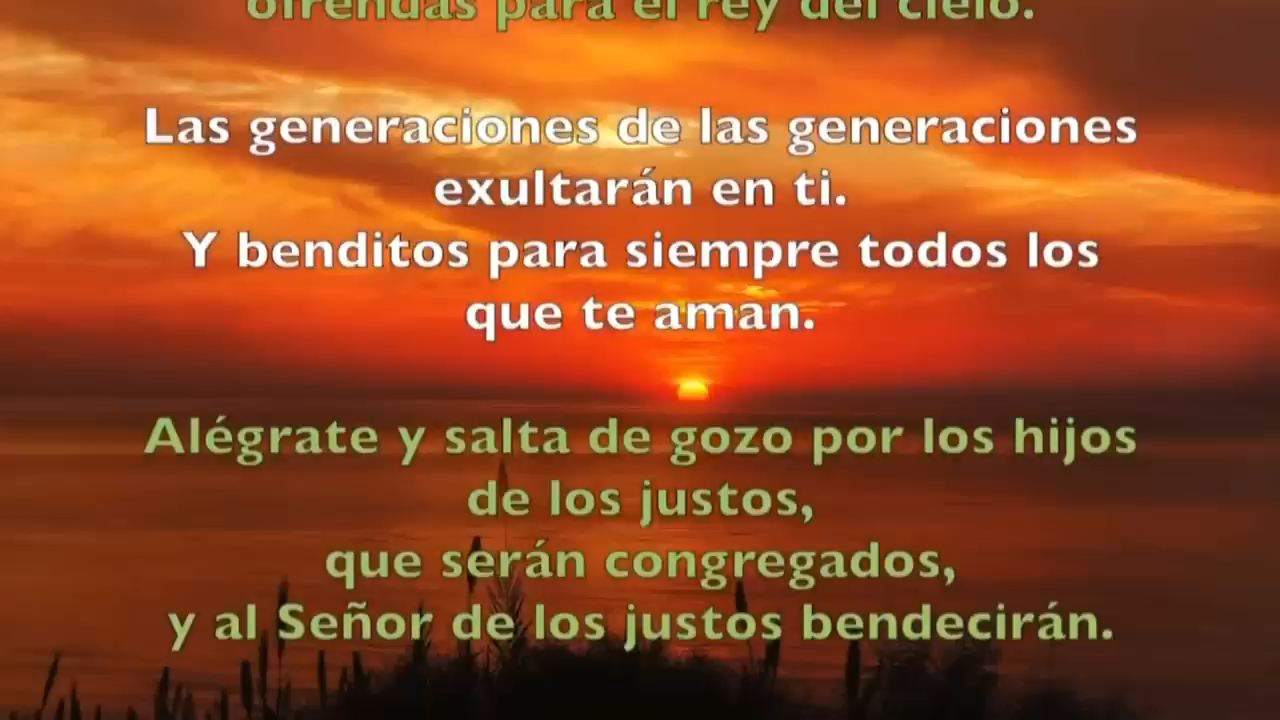 ofrendas para el rey del cielo.
Las generaciones de las generaciones
exultarán en ti.
Y benditos para siempre todos los
que te aman.
Alégrate y salta de gozo por los hijos
de los justos,
que serán congregados,
y al Señor de los justos bendecirán.